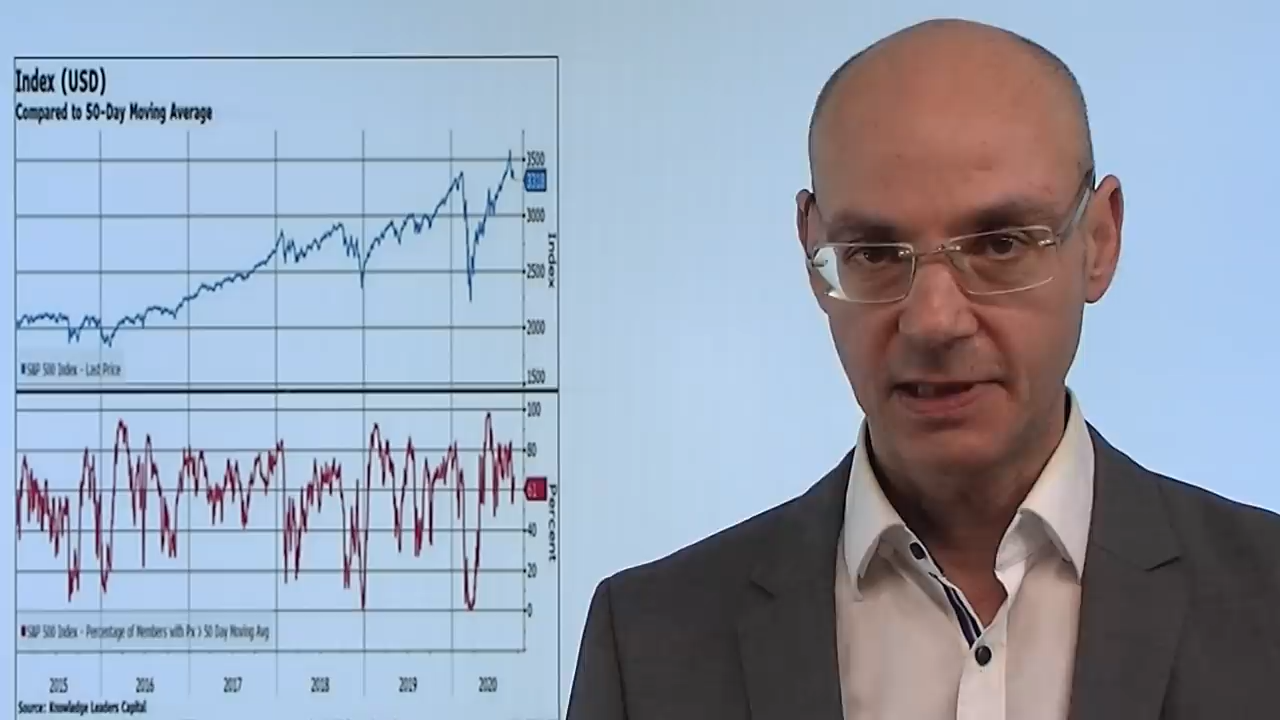 Index (USD)
Compared to 50-Day Moving Average
3500
3318
3000
2500
2000
1500
Index
S&P 500 Index - Last Price
100
80
61
40
20
0
Percent
S&P 500 Index - Percentage of Members with Px > 50 Day Moving Avg
2015 2016 2017 2018 2019 2020
Source: Knowledge Leaders Capital